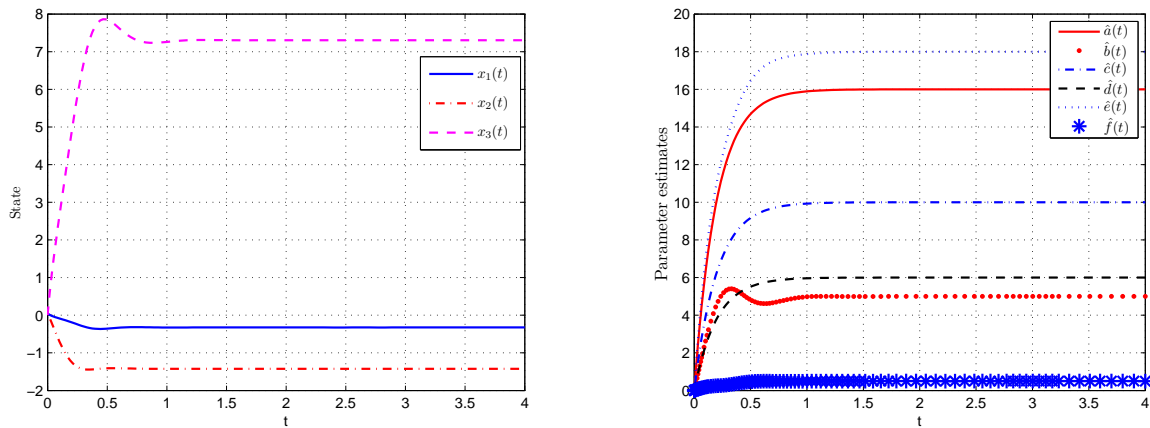 8
7
6
5
4
3
2
1
0
−1
−2
0 0.5 1 1.5 2 2.5 3 3.5 4
t
State
x₁(t)
x₂(t)
x₃(t)
20
18
16
14
12
10
8
6
4
2
0
0 0.5 1 1.5 2 2.5 3 3.5 4
t
Parameter estimates
â(t)
b̂(t)
ĉ(t)
d̂(t)
ê(t)
f̂(t)